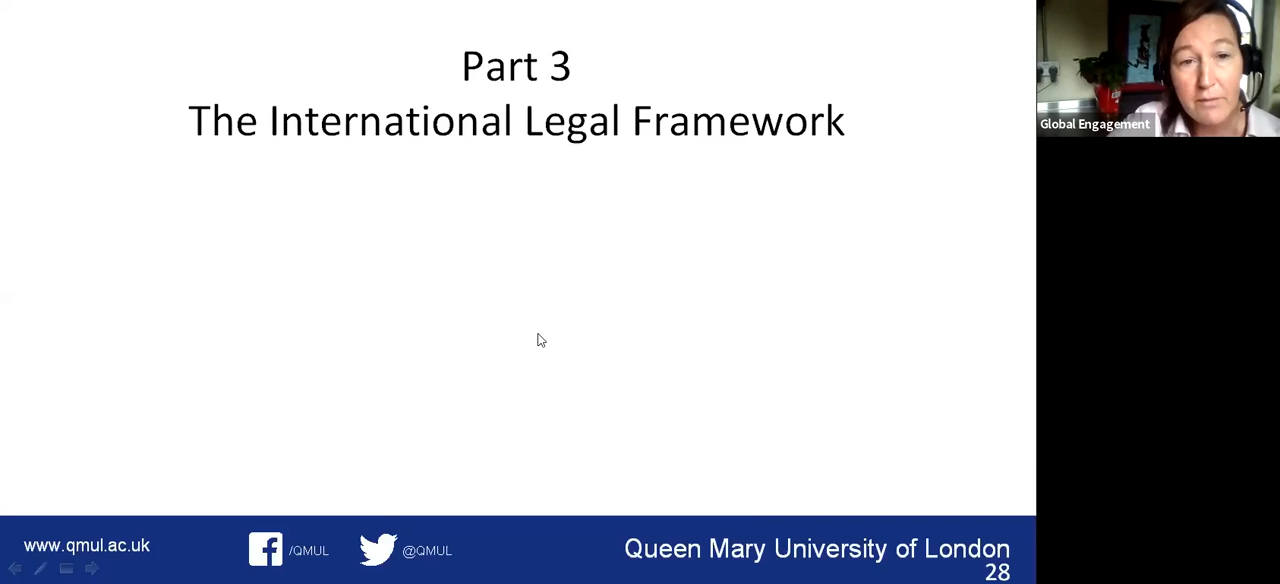 Part 3
The International Legal Framework
Global Engagement
www.qmul.ac.uk
/QMUL
@QMUL
Queen Mary University of London
28